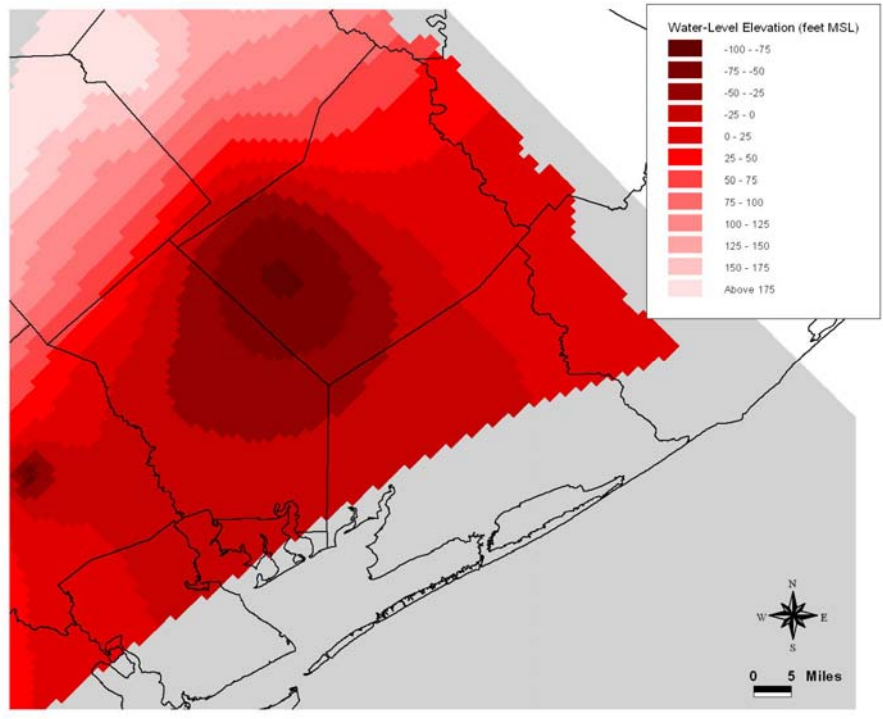 Water-Level Elevation (feet MSL)
-100 - -75
-75 - -50
-50 - -25
-25 - 0
0 - 25
25 - 50
50 - 75
75 - 100
100 - 125
125 - 150
150 - 175
Above 175
N
W E
S
0 5 Miles